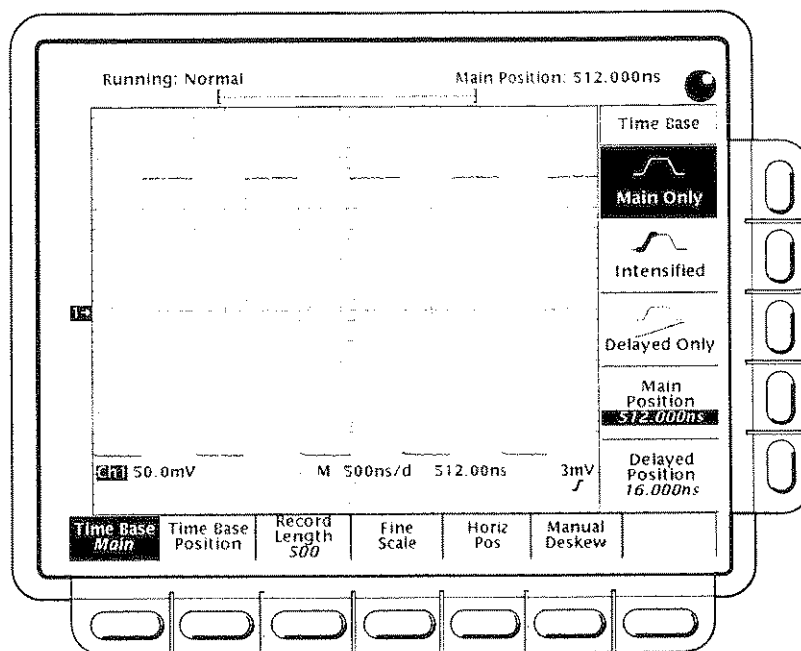 Running: Normal
Main Position: 512.000ns
Time Base
Main Only
Intensified
Delayed Only
Main
Position
512.000ns
Delayed
Position
16.000ns
1→
Ch1 50.0mV
M 500ns/d 512.00ns
3mV
Time Base
Main
Time Base
Position
Record
Length
500
Fine
Scale
Horiz
Pos
Manual
Deskew